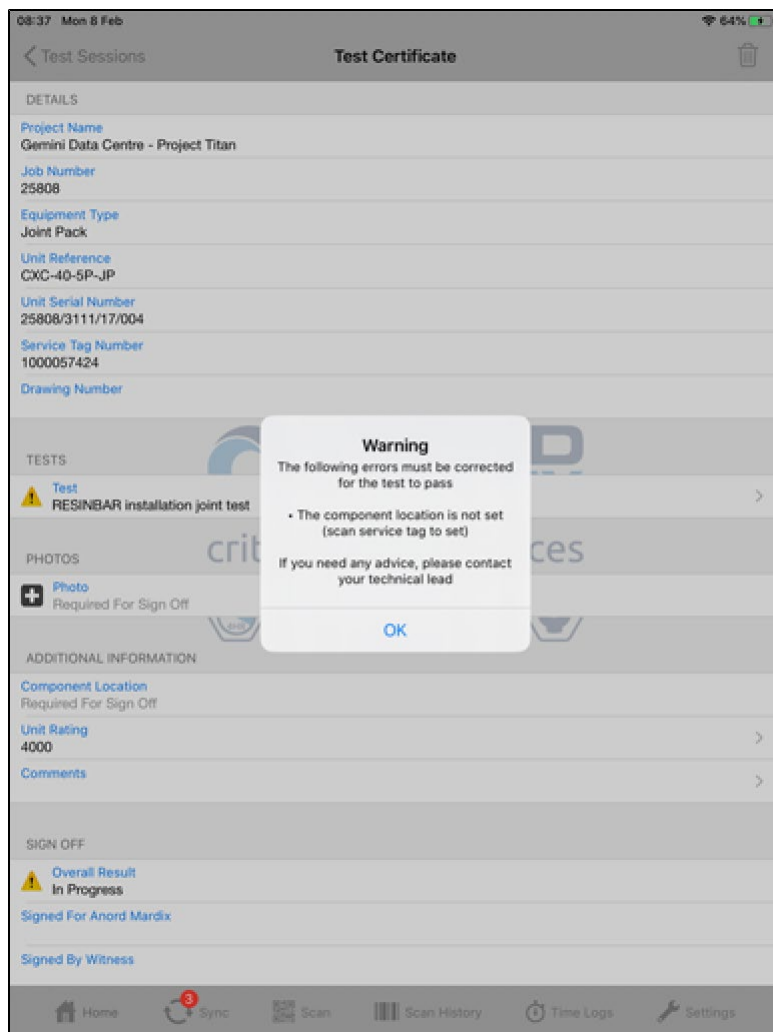 08:37 Mon 8 Feb
64%
Test Sessions
Test Certificate
DETAILS
Project Name
Gemini Data Centre - Project Titan
Job Number
25808
Equipment Type
Joint Pack
Unit Reference
CXC-40-5P-JP
Unit Serial Number
25808/3111/17/004
Service Tag Number
1000057424
Drawing Number
TESTS
Test
RESINBAR installation joint test
PHOTOS
Photo
Required For Sign Off
Warning
The following errors must be corrected
for the test to pass
• The component location is not set
(scan service tag to set)
If you need any advice, please contact
your technical lead
OK
crit
ces
ADDITIONAL INFORMATION
Component Location
Required For Sign Off
Unit Rating
4000
Comments
SIGN OFF
Overall Result
In Progress
Signed For Anord Mardix
Signed By Witness
Home
3
Sync
Scan
Scan History
Time Logs
Settings